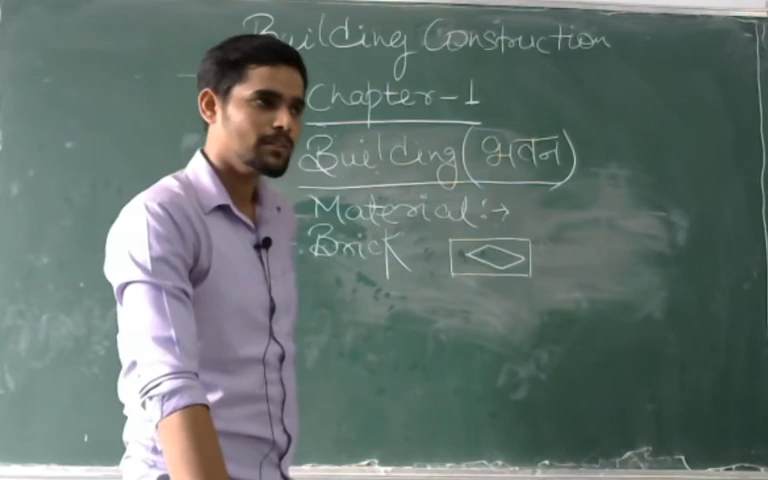 Building Construction
Chapter-1
Building (भवन)
Material :→
Brick